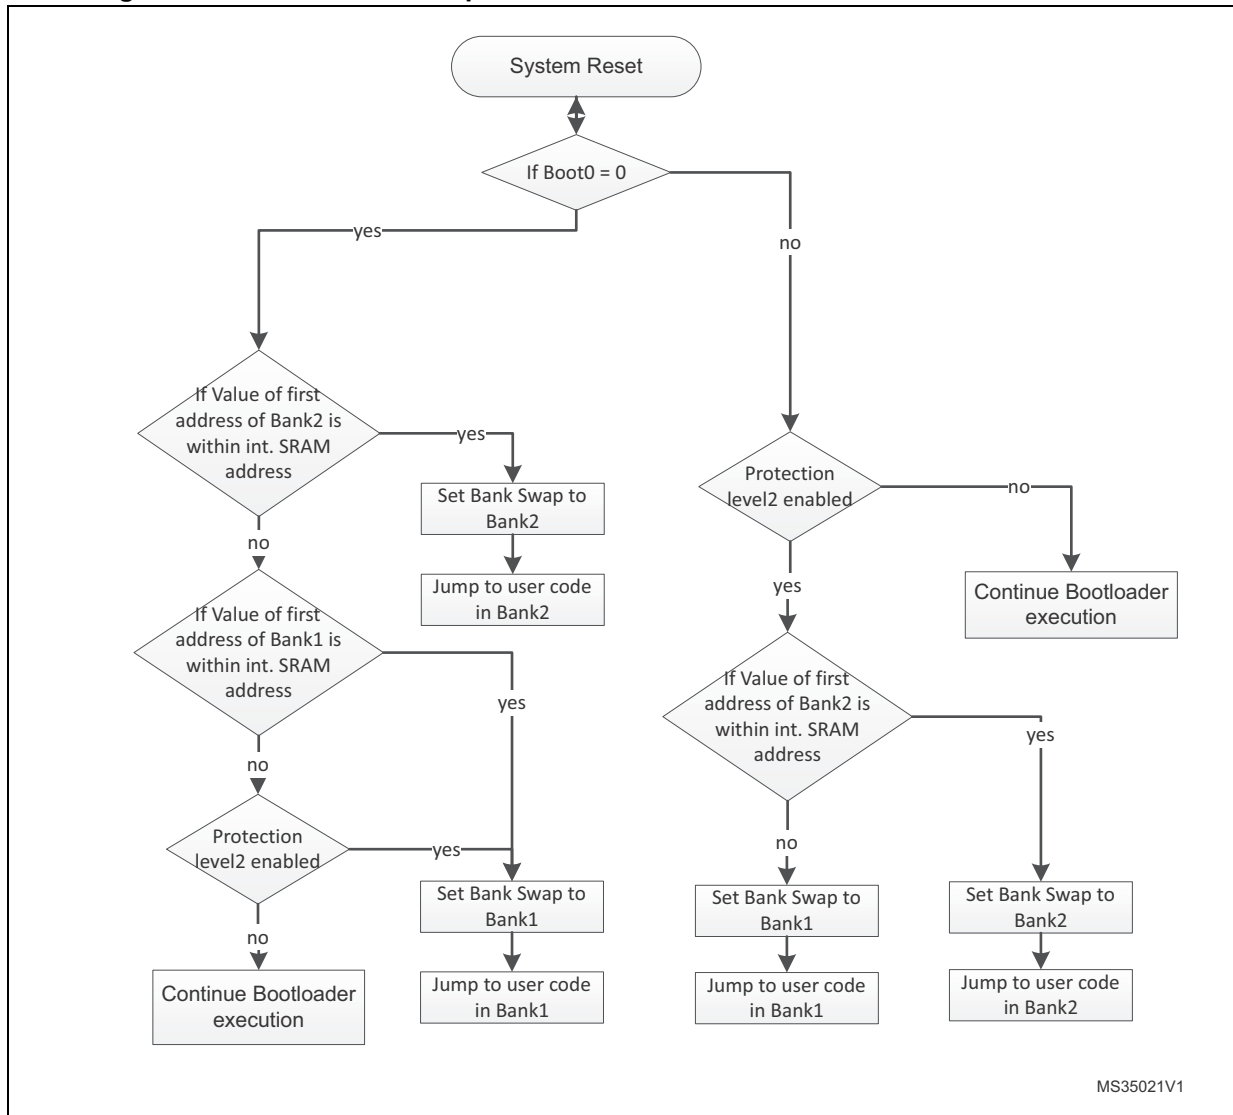 System Reset
If Boot0 = 0
yes
no
If Value of first
address of Bank2 is
within int. SRAM
address
yes
Set Bank Swap to
Bank2
Jump to user code
in Bank2
no
If Value of first
address of Bank1 is
within int. SRAM
address
yes
no
Protection
level2 enabled
yes
Set Bank Swap to
Bank1
Jump to user code
in Bank1
no
Continue Bootloader
execution
Protection
level2 enabled
no
Continue Bootloader
execution
yes
If Value of first
address of Bank2 is
within int. SRAM
address
yes
no
Set Bank Swap to
Bank1
Jump to user code
in Bank1
Set Bank Swap to
Bank2
Jump to user code
in Bank2
MS35021V1